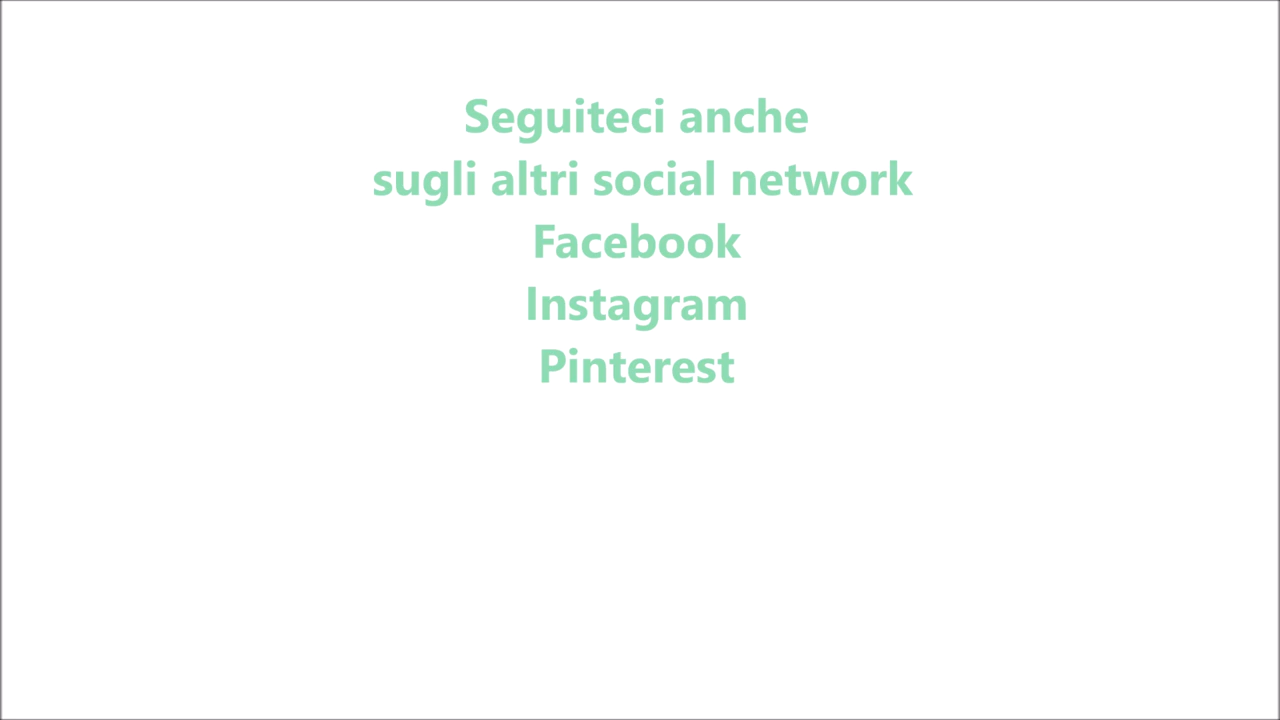 Seguiteci anche
sugli altri social network
Facebook
Instagram
Pinterest